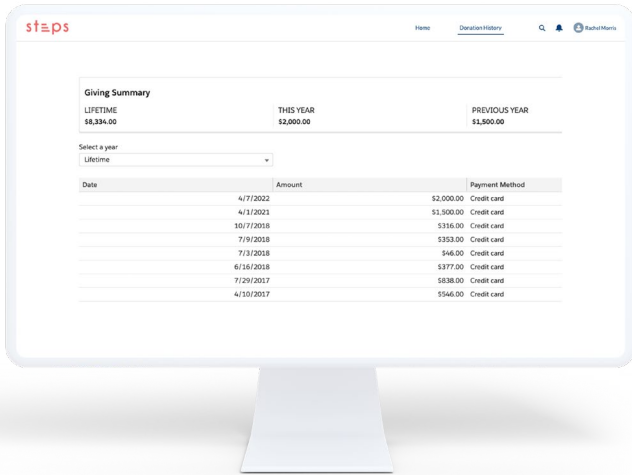 steps Home Donation History Rachel Morris
Giving Summary
LIFETIME THIS YEAR PREVIOUS YEAR
$8,334.00 $2,000.00 $1,500.00
Select a year
Lifetime
Date Amount Payment Method
4/7/2022 $2,000.00 Credit card
4/1/2021 $1,500.00 Credit card
10/7/2018 $316.00 Credit card
7/9/2018 $353.00 Credit card
7/3/2018 $46.00 Credit card
6/16/2018 $377.00 Credit card
7/29/2017 $838.00 Credit card
4/10/2017 $546.00 Credit card